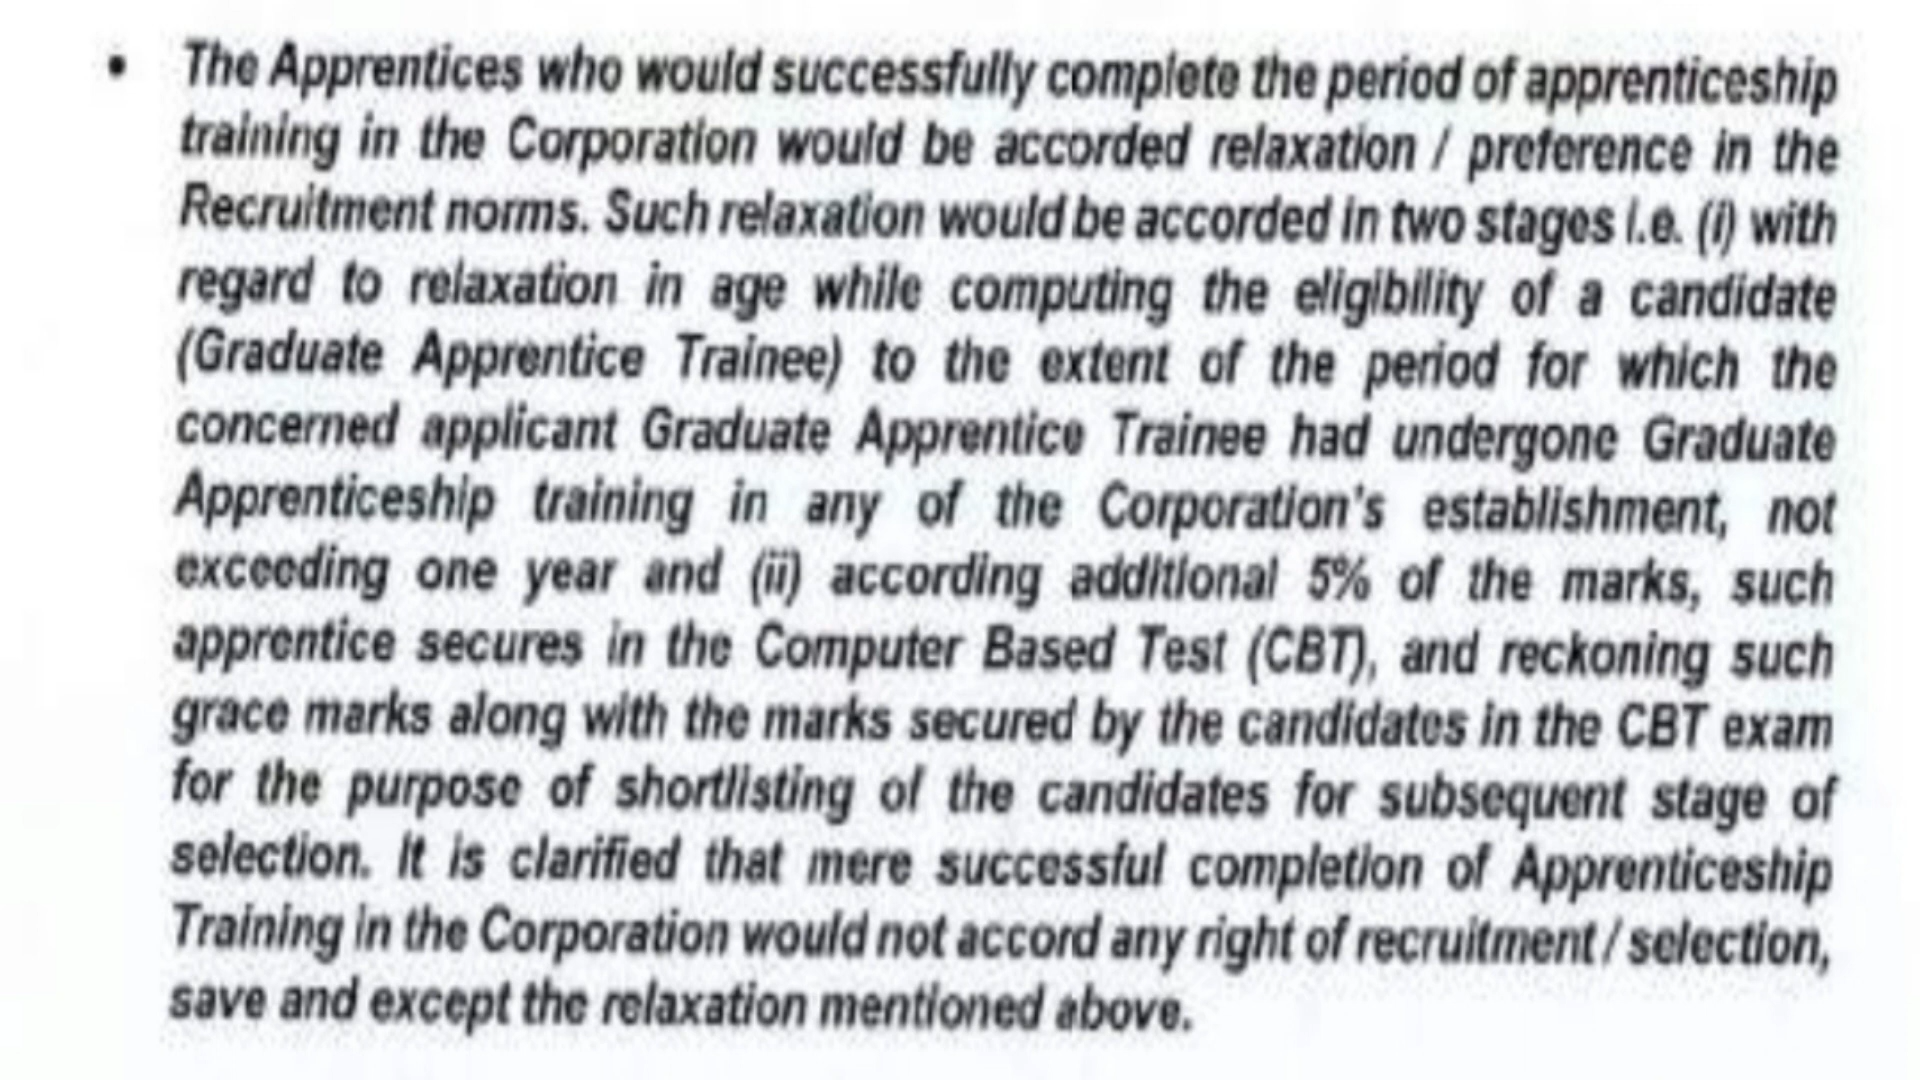 • The Apprentices who would successfully complete the period of apprenticeship
training in the Corporation would be accorded relaxation / preference in the
Recruitment norms. Such relaxation would be accorded in two stages i.e. (i) with
regard to relaxation in age while computing the eligibility of a candidate
(Graduate Apprentice Trainee) to the extent of the period for which the
concerned applicant Graduate Apprentice Trainee had undergone Graduate
Apprenticeship training in any of the Corporation's establishment, not
exceeding one year and (ii) according additional 5% of the marks, such
apprentice secures in the Computer Based Test (CBT), and reckoning such
grace marks along with the marks secured by the candidates in the CBT exam
for the purpose of shortlisting of the candidates for subsequent stage of
selection. It is clarified that mere successful completion of Apprenticeship
Training in the Corporation would not accord any right of recruitment / selection,
save and except the relaxation mentioned above.